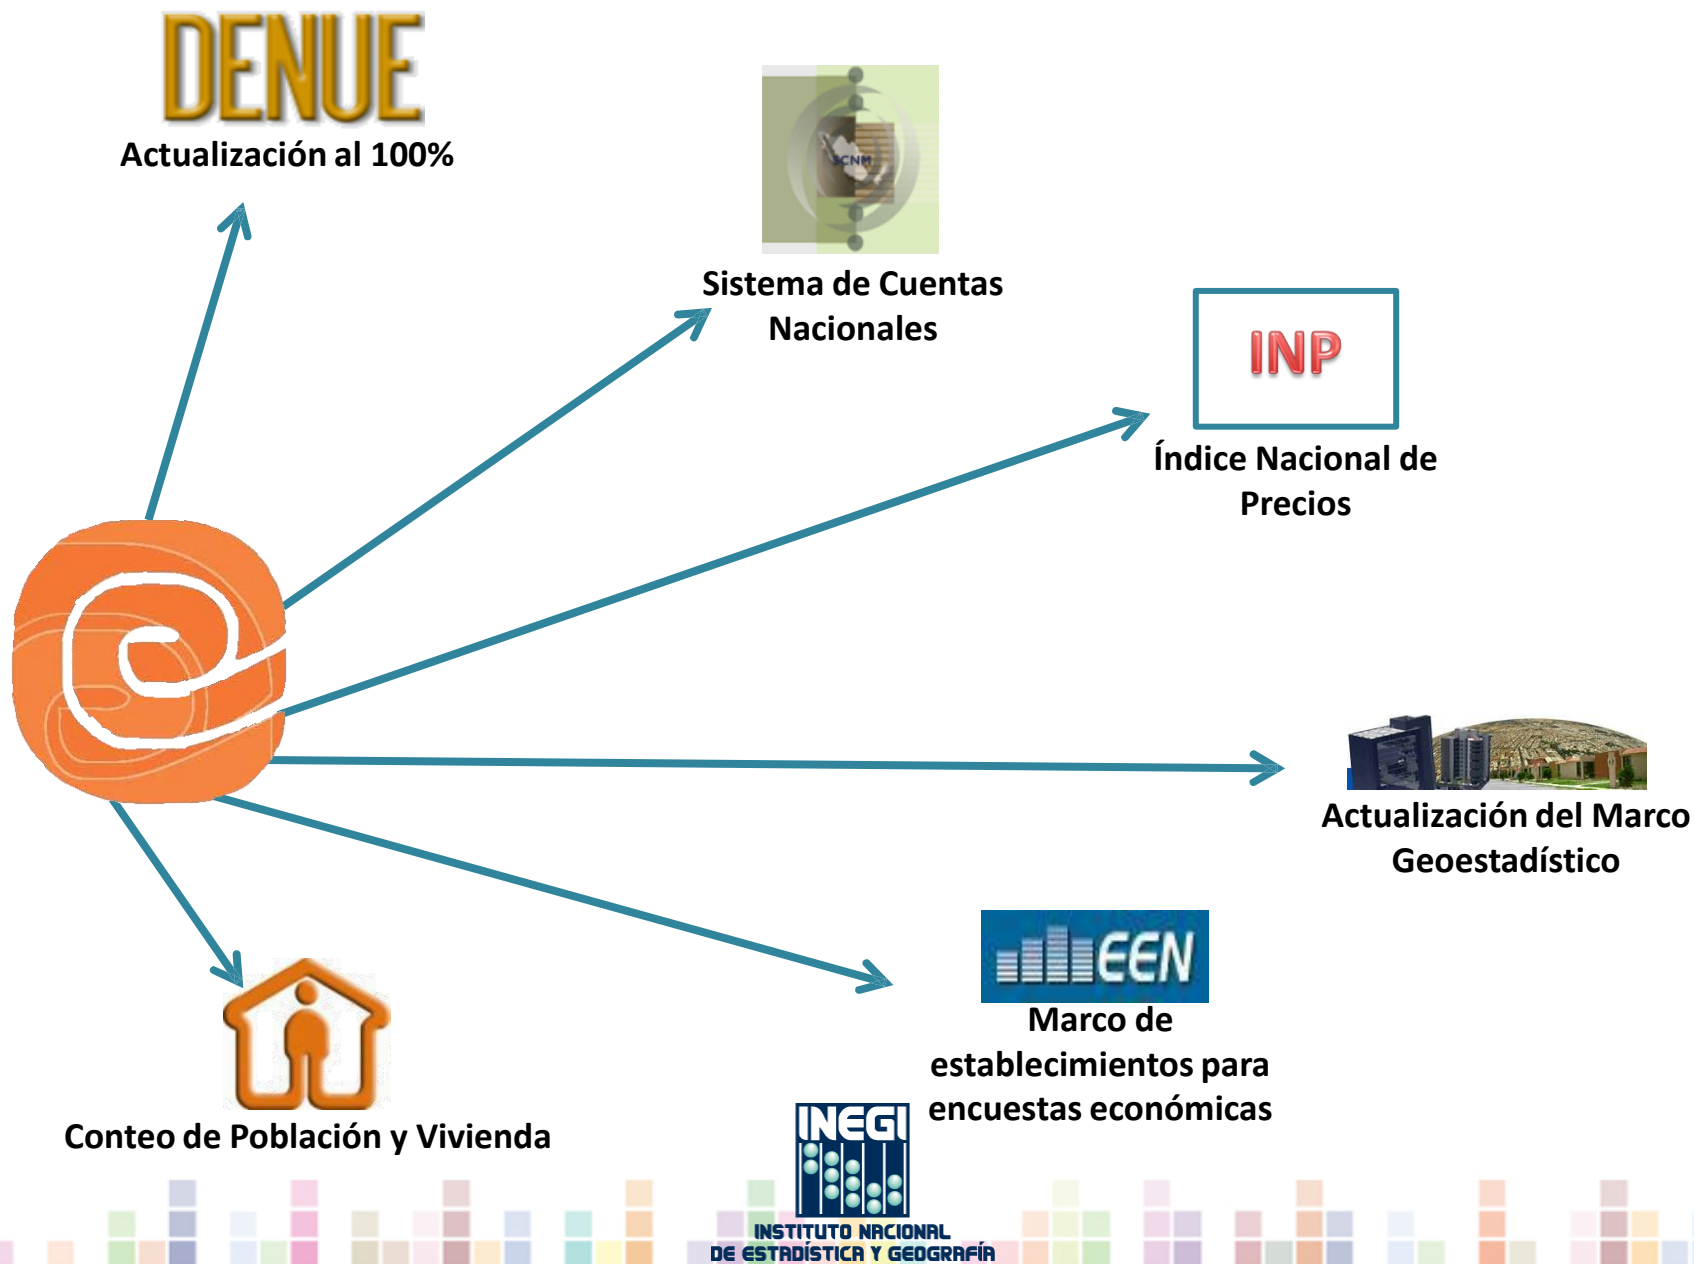 DENUE
Actualización al 100%
SCNM
Sistema de Cuentas
Nacionales
INP
Índice Nacional de
Precios
Actualización del Marco
Geoestadístico
EEN
Marco de
establecimientos para
encuestas económicas
Conteo de Población y Vivienda
INEGI
INSTITUTO NACIONAL
DE ESTADÍSTICA Y GEOGRAFÍA